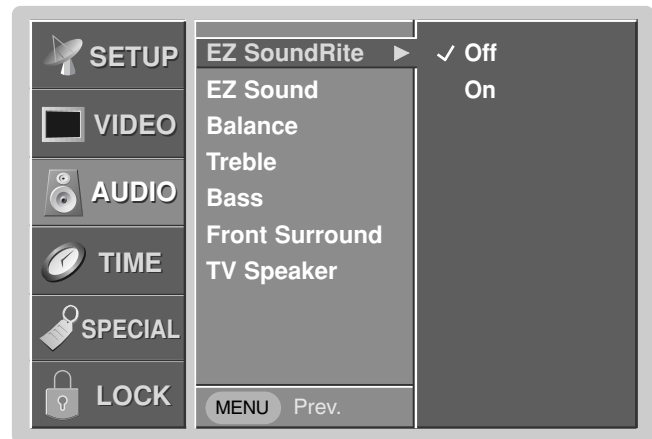 SETUP
VIDEO
AUDIO
TIME
SPECIAL
LOCK
EZ SoundRite ▶
EZ Sound
Balance
Treble
Bass
Front Surround
TV Speaker
MENU Prev.
✓ Off
On